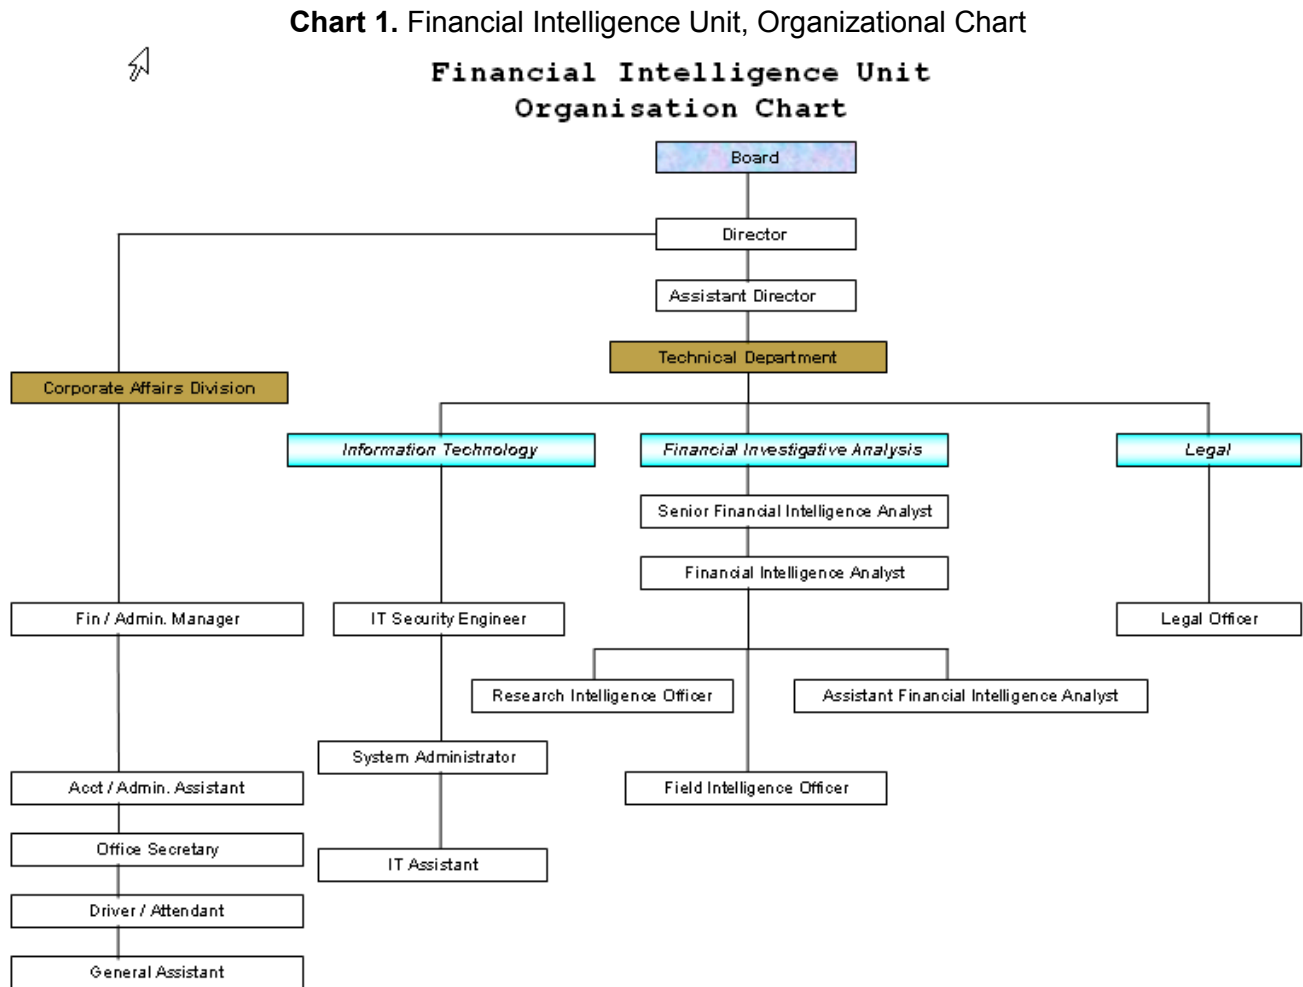 Chart 1. Financial Intelligence Unit, Organizational Chart
Financial Intelligence Unit
Organisation Chart
Board
Director
Assistant Director
Technical Department
Corporate Affairs Division
Information Technology
Financial Investigative Analysis
Legal
Senior Financial Intelligence Analyst
Financial Intelligence Analyst
Fin / Admin. Manager
IT Security Engineer
Legal Officer
Research Intelligence Officer
Assistant Financial Intelligence Analyst
System Administrator
Acct / Admin. Assistant
Field Intelligence Officer
Office Secretary
IT Assistant
Driver / Attendant
General Assistant